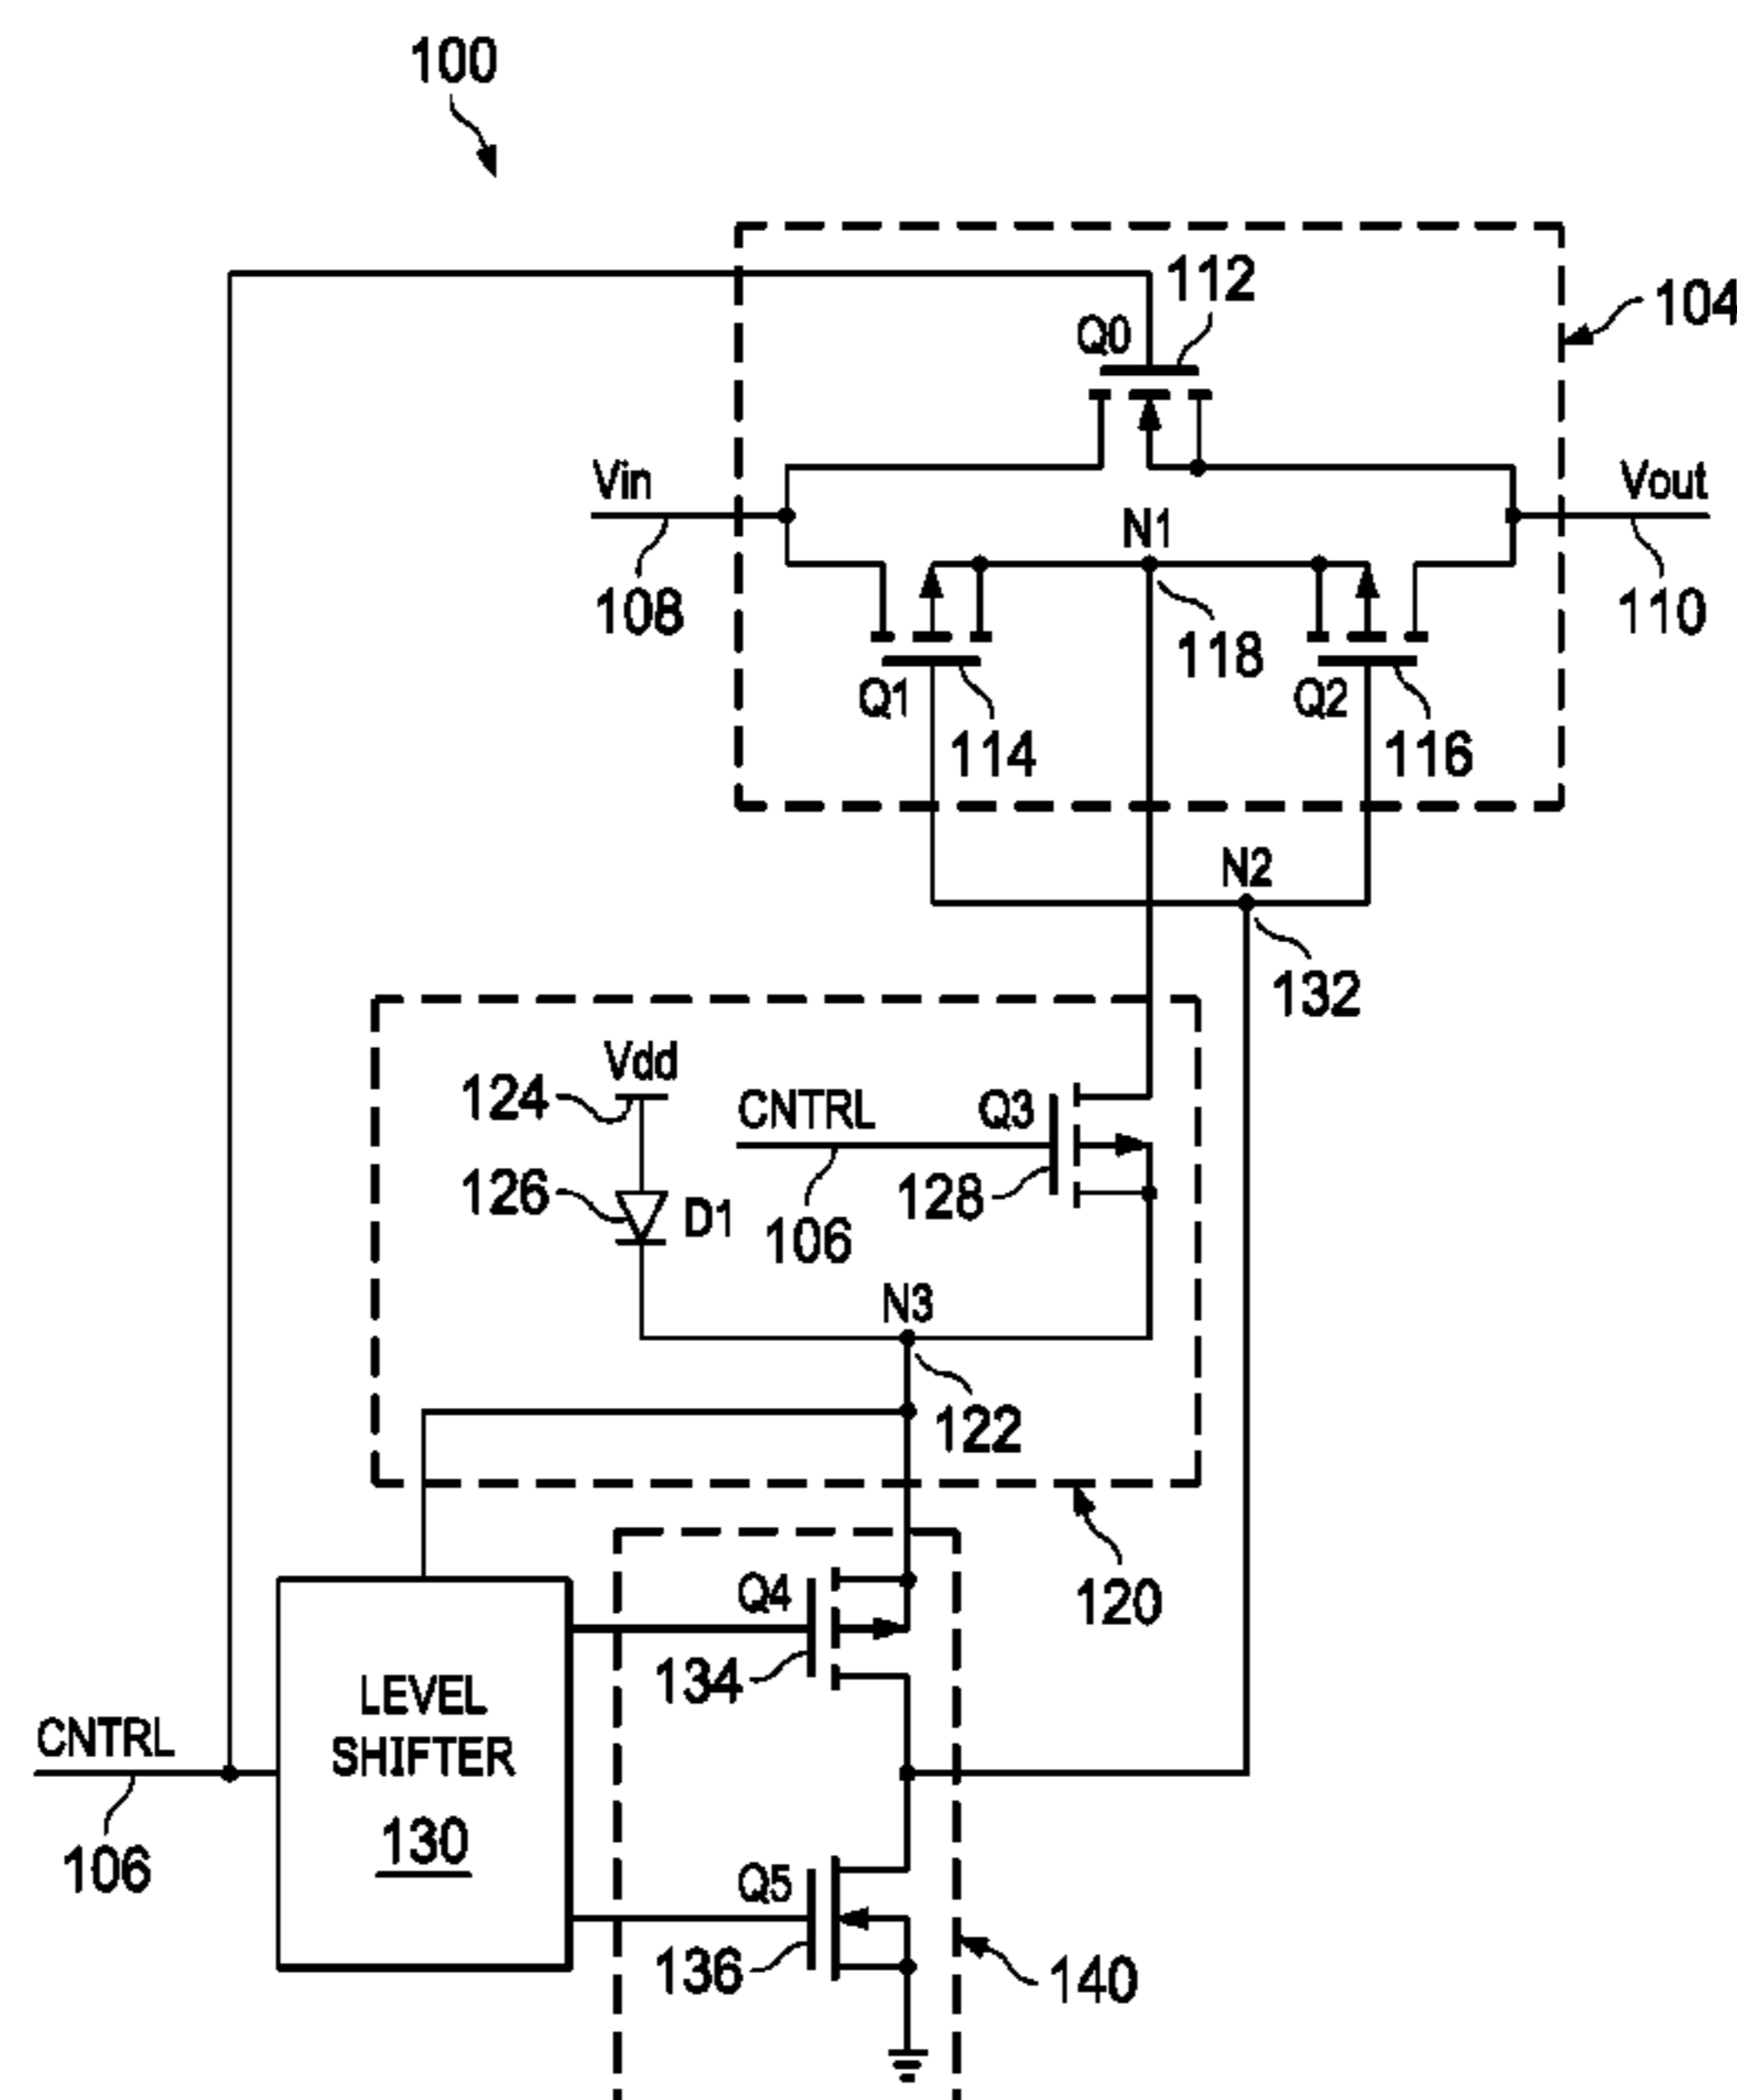 100
112
104
Q0
Vin
Vout
N1
108
118
110
Q1
Q2
114
116
N2
132
Vdd
124
CNTRL
Q3
126
D1
128
106
N3
122
120
Q4
134
LEVEL
SHIFTER
CNTRL
130
106
Q5
136
140